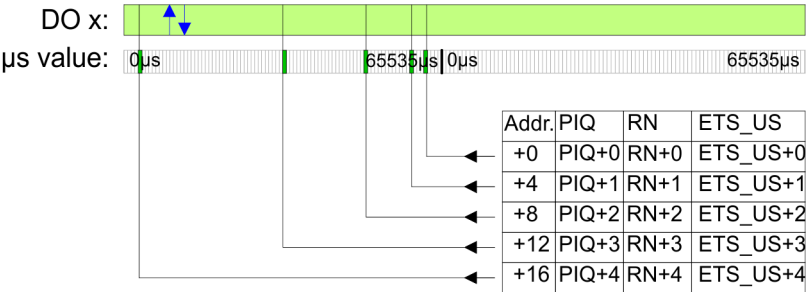 DO x:
µs value: 0µs 65535µs 0µs 65535µs
Addr. PIQ RN ETS_US
+0 PIQ+0 RN+0 ETS_US+0
+4 PIQ+1 RN+1 ETS_US+1
+8 PIQ+2 RN+2 ETS_US+2
+12 PIQ+3 RN+3 ETS_US+3
+16 PIQ+4 RN+4 ETS_US+4